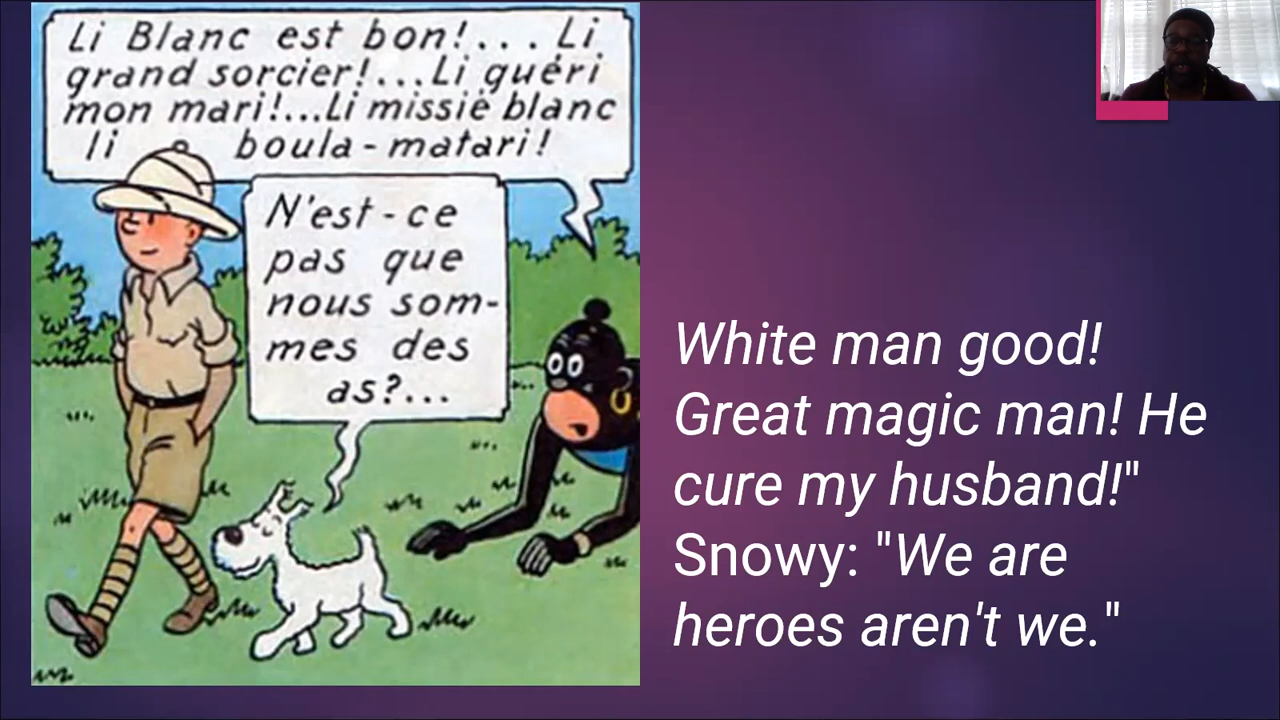 Li Blanc est bon!... Li
grand sorcier!...Li guéri
mon mari!...Li missié blanc
li boula-matari!
N'est-ce
pas que
nous som-
mes des
as?...
White man good!
Great magic man! He
cure my husband!"
Snowy: "We are
heroes aren't we."